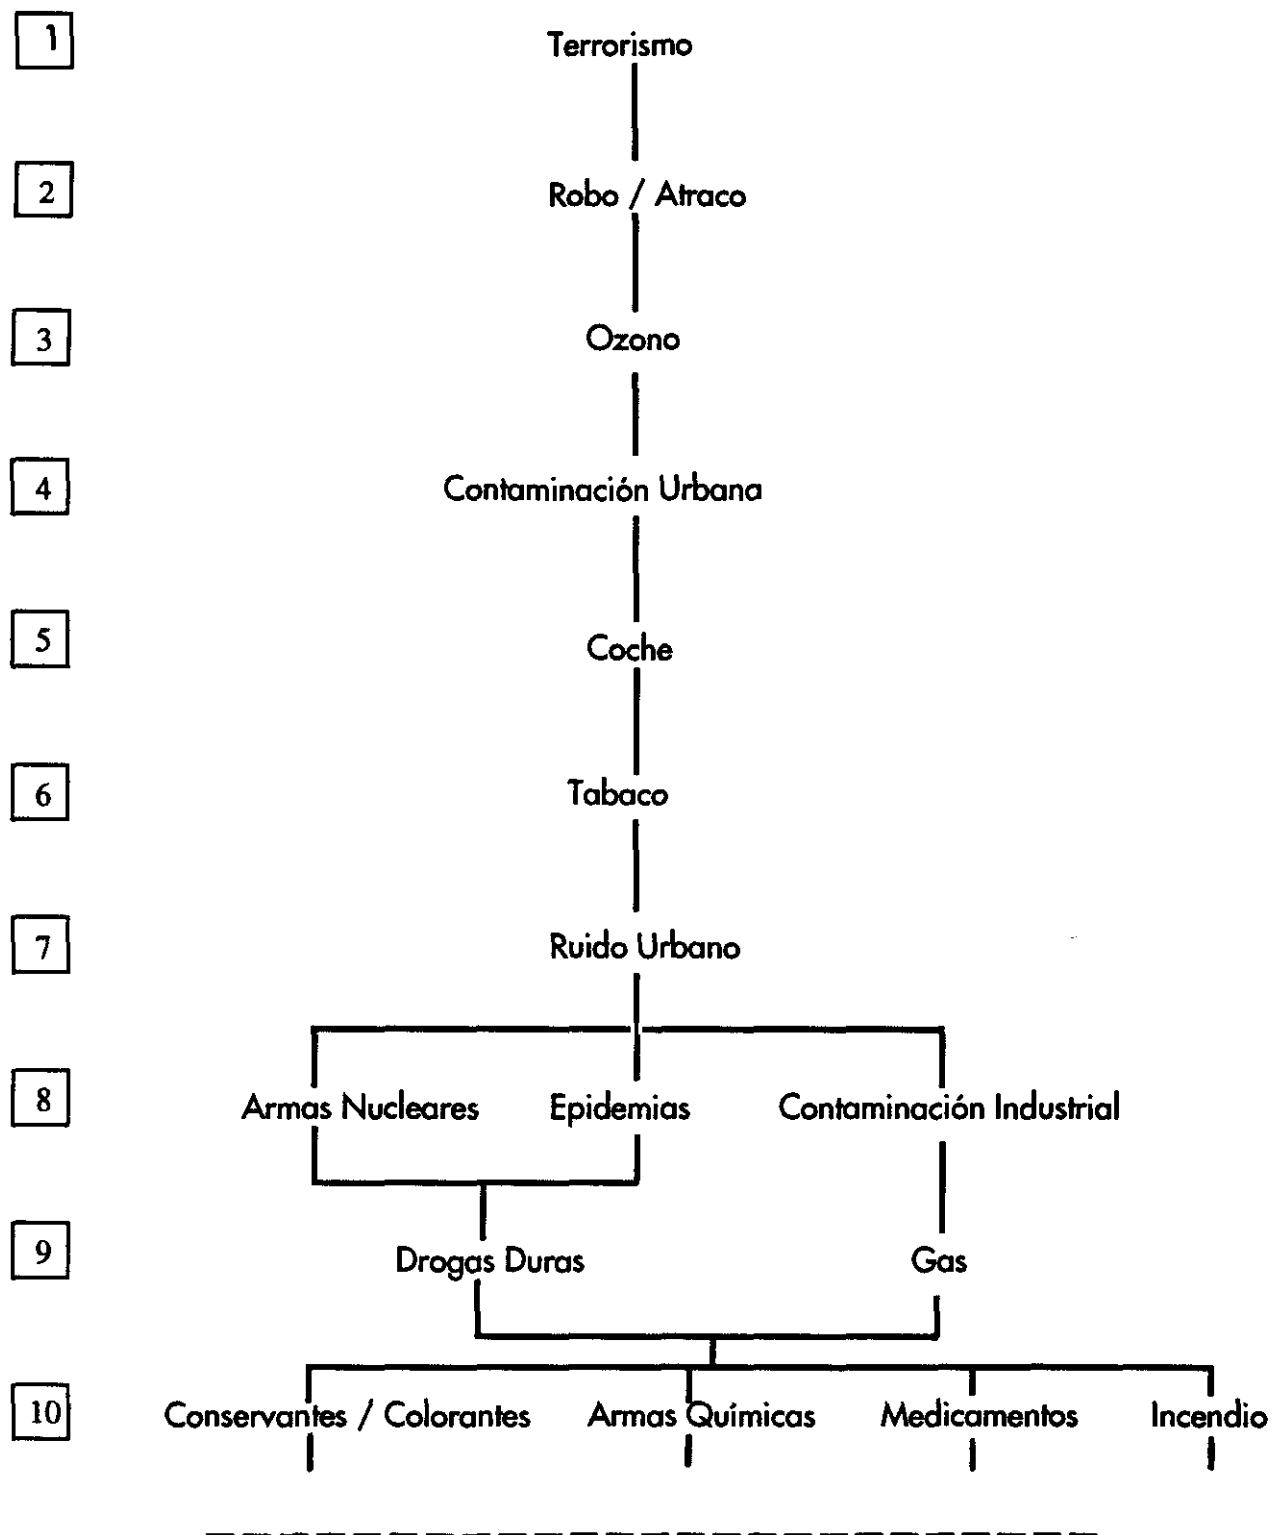 1 Terrorismo
2 Robo / Atraco
3 Ozono
4 Contaminación Urbana
5 Coche
6 Tabaco
7 Ruido Urbano
8 Armas Nucleares Epidemias Contaminación Industrial
9 Drogas Duras Gas
10 Conservantes / Colorantes Armas Químicas Medicamentos Incendio